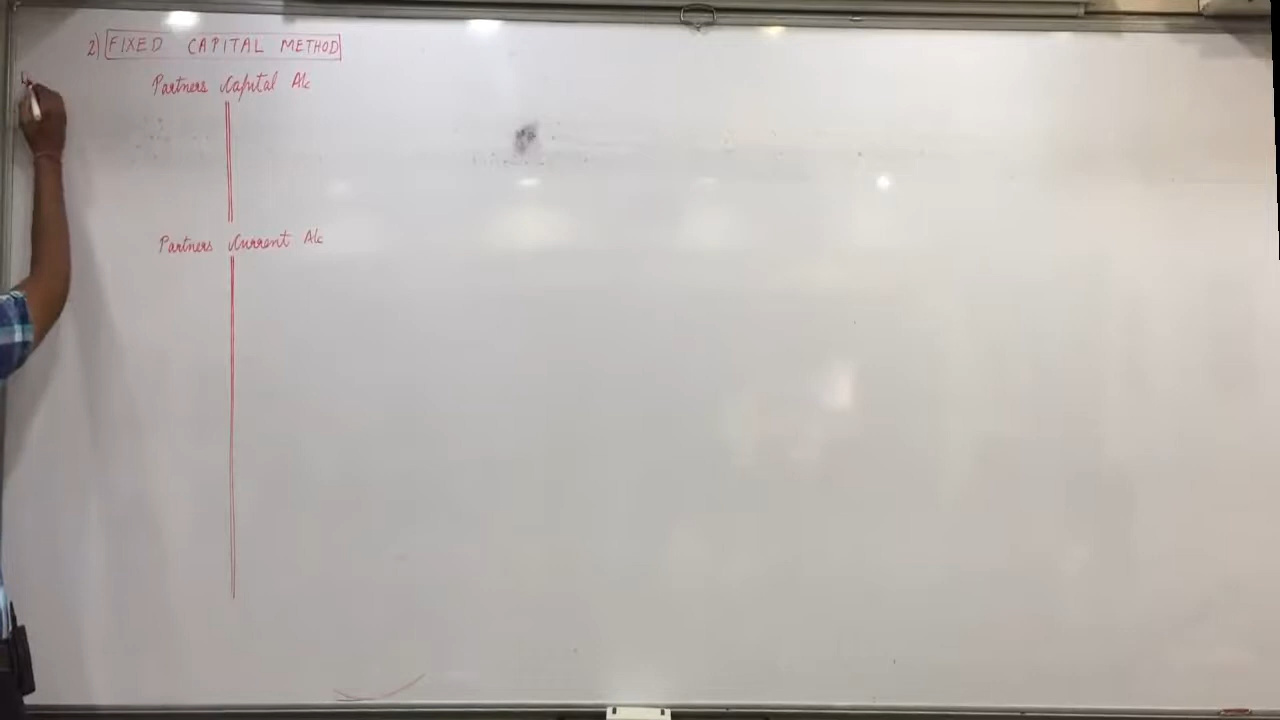 2) FIXED CAPITAL METHOD
Partners Capital A/c
Partners Current A/c